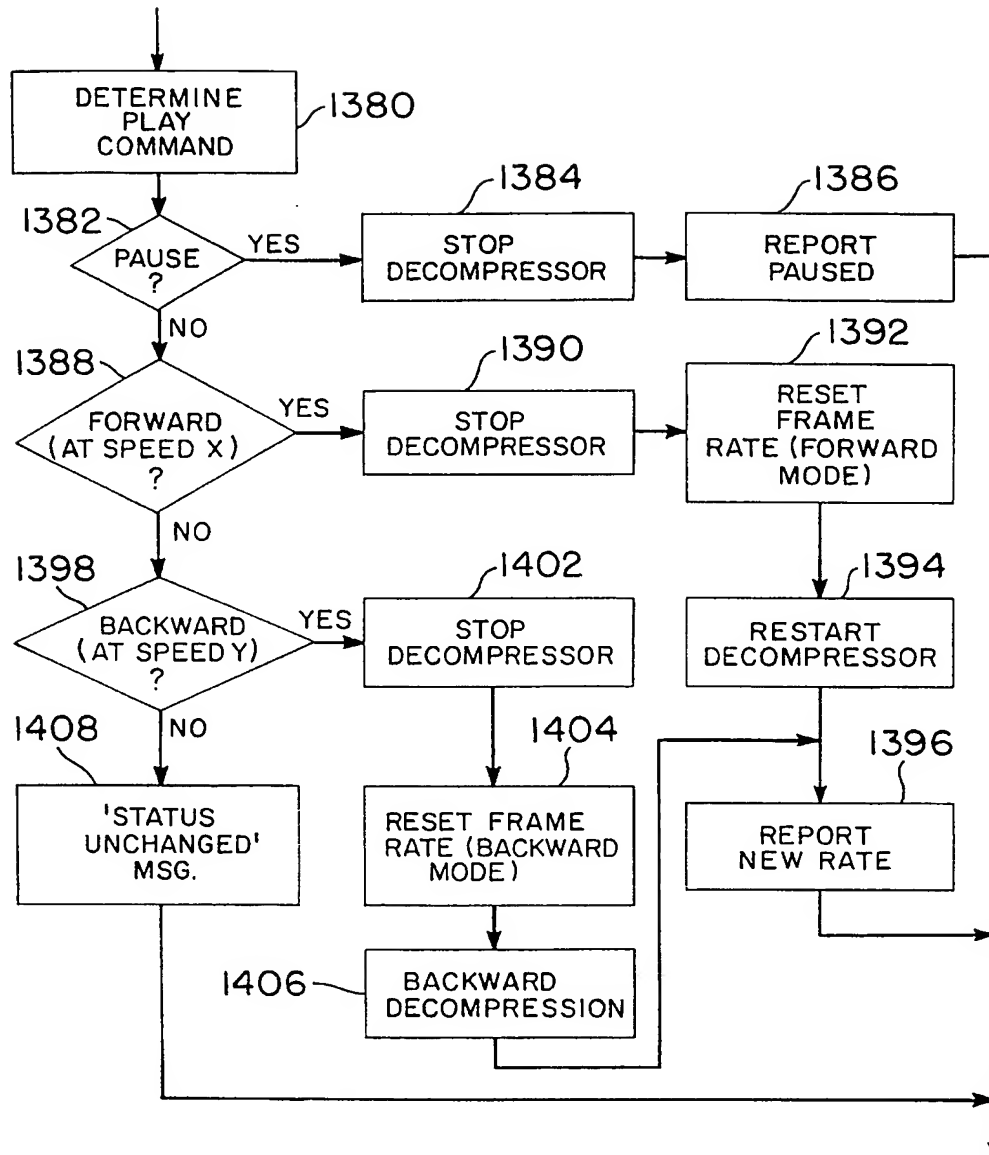 DETERMINE
PLAY
COMMAND
1380
1382
PAUSE
?
YES
NO
1384
STOP
DECOMPRESSOR
1386
REPORT
PAUSED
1388
FORWARD
(AT SPEED X)
?
YES
NO
1390
STOP
DECOMPRESSOR
1392
RESET
FRAME
RATE (FORWARD
MODE)
1394
RESTART
DECOMPRESSOR
1396
REPORT
NEW RATE
1398
BACKWARD
(AT SPEED Y)
?
YES
NO
1402
STOP
DECOMPRESSOR
1404
RESET FRAME
RATE (BACKWARD
MODE)
1406
BACKWARD
DECOMPRESSION
1408
'STATUS
UNCHANGED'
MSG.